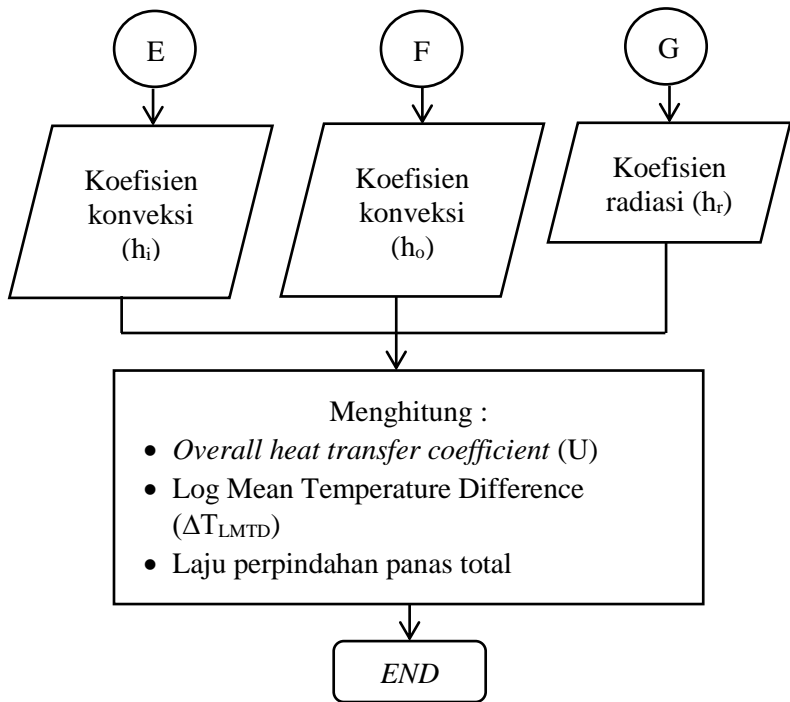 E
F
G
Koefisien
konveksi
(hᵢ)
Koefisien
konveksi
(hₒ)
Koefisien
radiasi (hᵣ)
Menghitung :
• Overall heat transfer coefficient (U)
• Log Mean Temperature Difference
(ΔT_LMTD)
• Laju perpindahan panas total
END